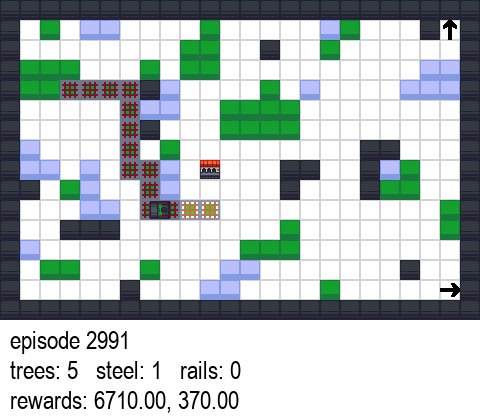 episode 2991
trees: 5 steel: 1 rails: 0
rewards: 6710.00, 370.00